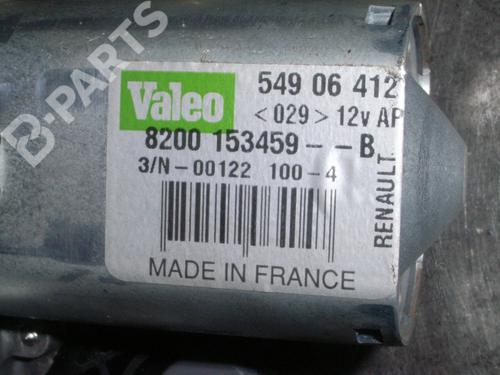 B-PARTS
Valeo
549 06 412
<029> 12v AP
8200 153459--B
3/N-00122 100-4
RENAULT
MADE IN FRANCE